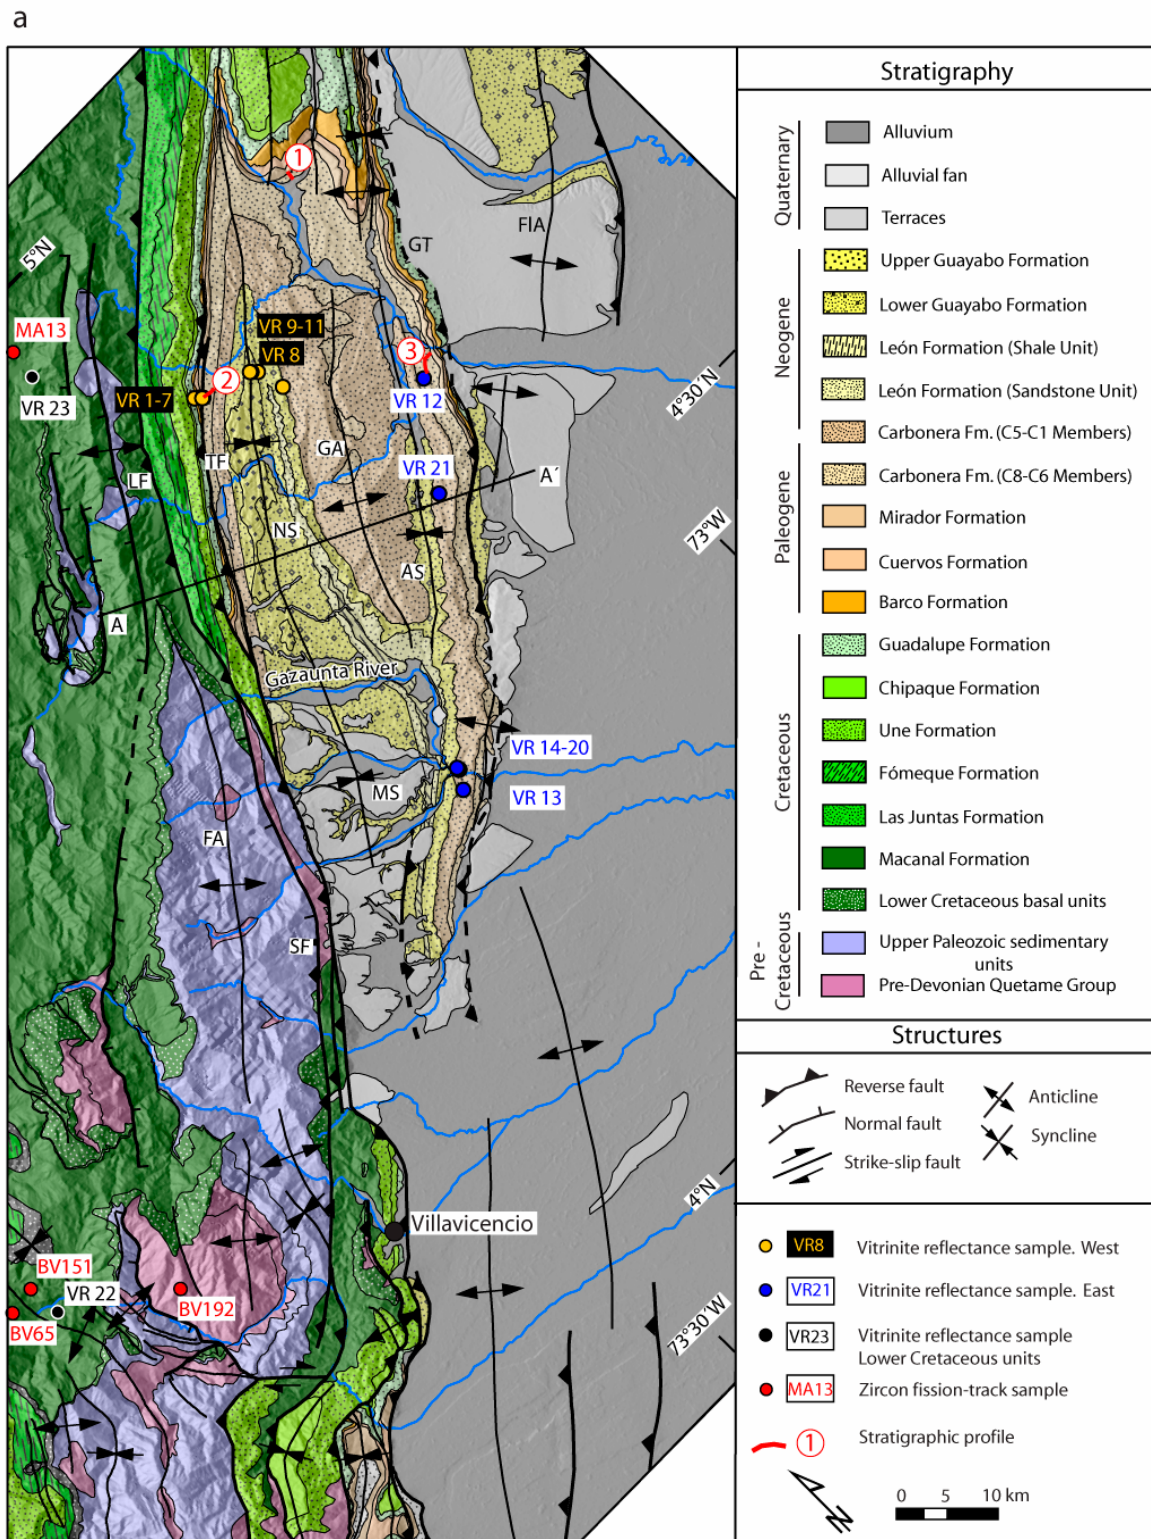 a
5°N
MA13
VR 23
VR 1-7
2
VR 9-11
VR 8
1
GT
FIA
3
VR 12
4°30'N
TF
GA
LF
VR 21
A´
NS
AS
73°W
A
Gazaunta River
VR 14-20
VR 13
MS
FA
SF
4°N
Villavicencio
BV151
VR 22
BV192
BV65
73°30'W
Stratigraphy
Quaternary
Alluvium
Alluvial fan
Terraces
Neogene
Upper Guayabo Formation
Lower Guayabo Formation
León Formation (Shale Unit)
León Formation (Sandstone Unit)
Carbonera Fm. (C5-C1 Members)
Paleogene
Carbonera Fm. (C8-C6 Members)
Mirador Formation
Cuervos Formation
Barco Formation
Cretaceous
Guadalupe Formation
Chipaque Formation
Une Formation
Fómeque Formation
Las Juntas Formation
Macanal Formation
Lower Cretaceous basal units
Pre -
Cretaceous
Upper Paleozoic sedimentary
units
Pre-Devonian Quetame Group
Structures
Reverse fault
Normal fault
Strike-slip fault
Anticline
Syncline
VR8
Vitrinite reflectance sample. West
VR21
Vitrinite reflectance sample. East
VR23
Vitrinite reflectance sample
Lower Cretaceous units
MA13
Zircon fission-track sample
1
Stratigraphic profile
N
0 5 10 km